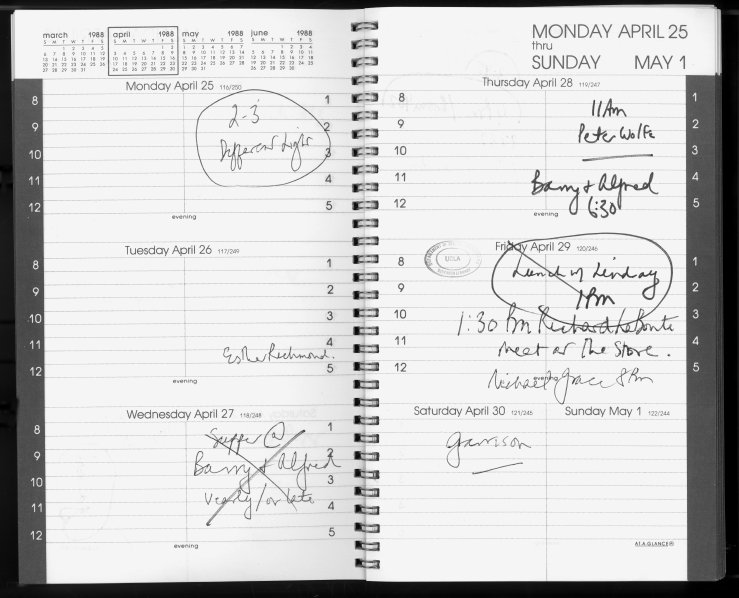 march 1988
S M T W T F S
1 2 3 4 5
6 7 8 9 10 11 12
13 14 15 16 17 18 19
20 21 22 23 24 25 26
27 28 29 30 31
april 1988
S M T W T F S
1 2
3 4 5 6 7 8 9
10 11 12 13 14 15 16
17 18 19 20 21 22 23
24 25 26 27 28 29 30
may 1988
S M T W T F S
1 2 3 4 5 6 7
8 9 10 11 12 13 14
15 16 17 18 19 20 21
22 23 24 25 26 27 28
29 30 31
june 1988
S M T W T F S
1 2 3 4
5 6 7 8 9 10 11
12 13 14 15 16 17 18
19 20 21 22 23 24 25
26 27 28 29 30
Monday April 25 116/250
8 1
9 2
10 3
11 4
12 5
2-3
Different Light
evening
Tuesday April 26 117/249
8 1
9 2
10 3
11 4
12 5
Esther Richmond.
evening
Wednesday April 27 118/248
8 1
9 2
10 3
11 4
12 5
Supper @
Barry & Alfred
early/or late
evening
MONDAY APRIL 25
thru
SUNDAY MAY 1
Thursday April 28 119/247
8 1
9 2
10 3
11 4
12 5
11 Am
Peter Wolfe
Barry & Alfred
6:30
evening
Friday April 29 120/246
8 1
9 2
10 3
11 4
12 5
UCLA
Lunch w/ Lindsay
1 Pm
1:30 Pm Richard LaBonte
meet at The Store.
evening
Michael Grace 8 Pm
Saturday April 30 121/245
Garrison
Sunday May 1 122/244
AT-A-GLANCE®